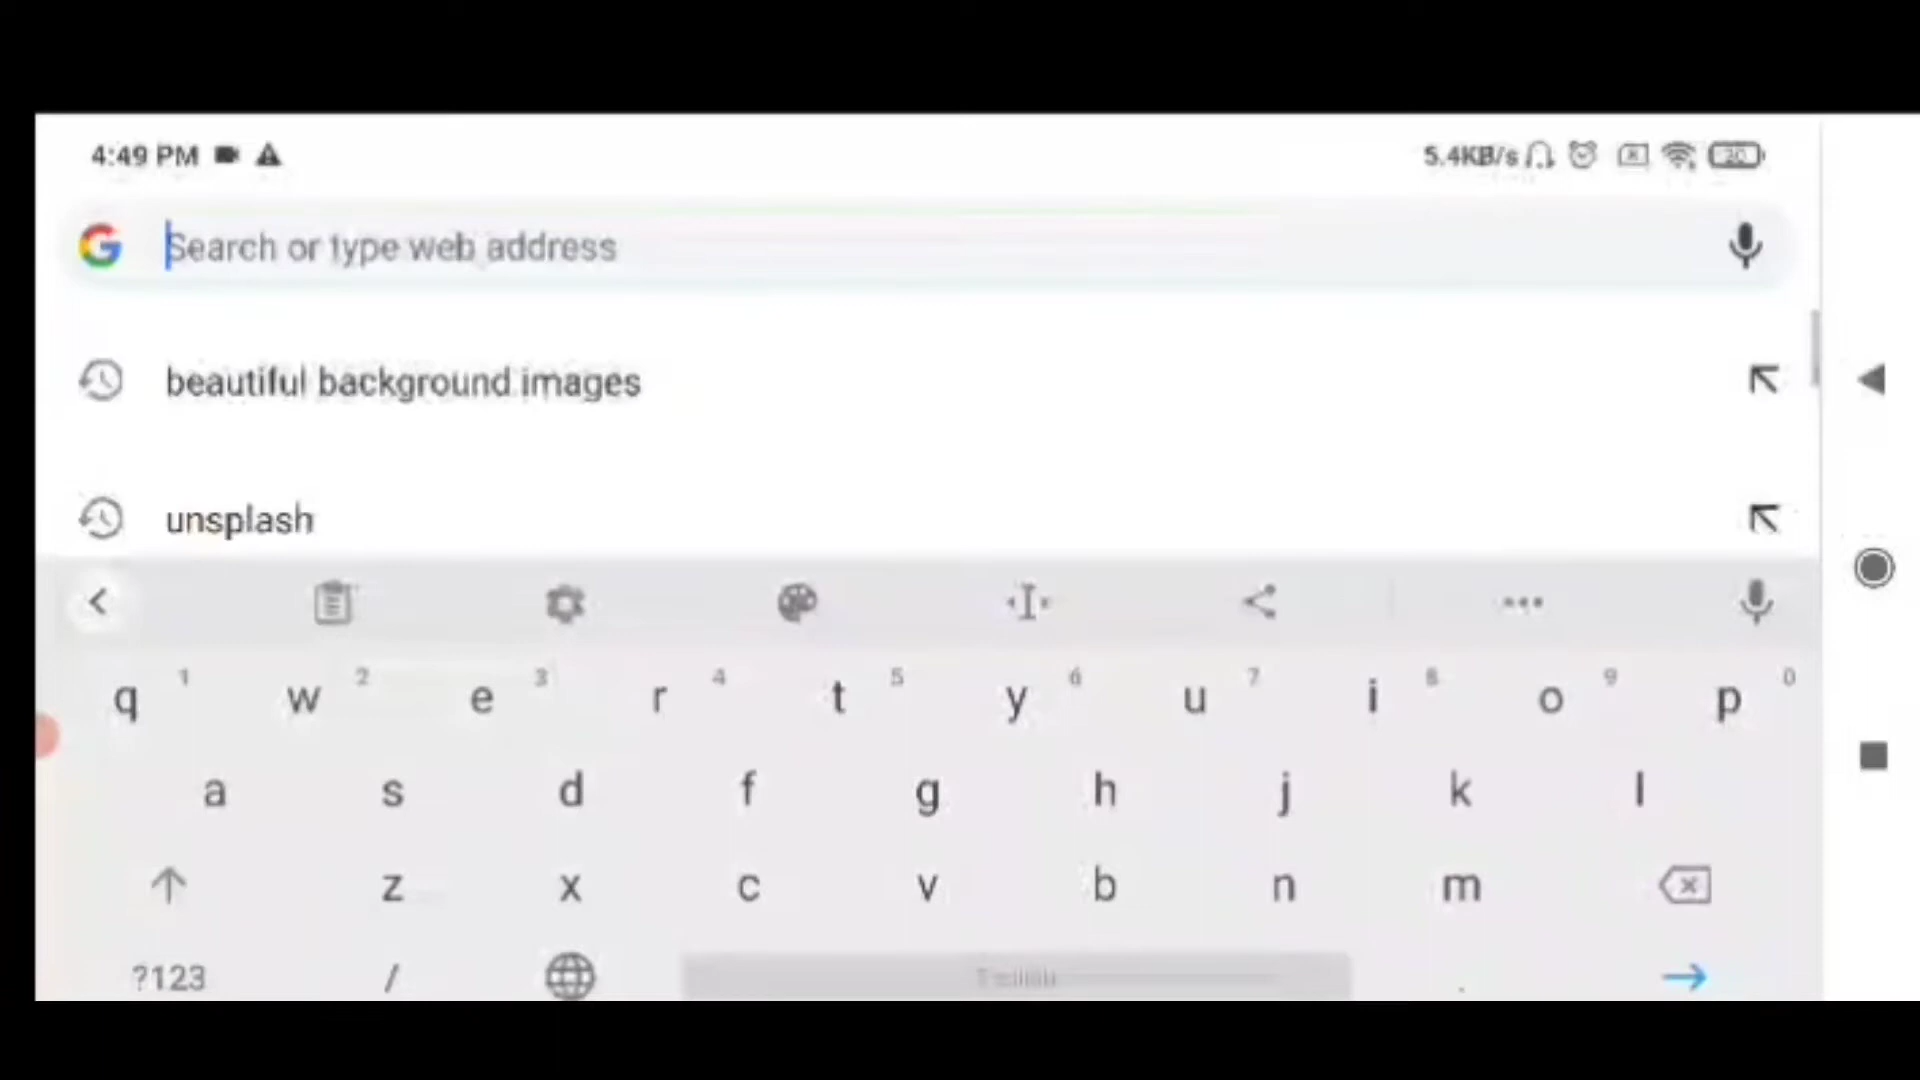 4:49 PM
5.4KB/s
20
Search or type web address
beautiful background images
unsplash
q 1 w 2 e 3 r 4 t 5 y 6 u 7 i 8 o 9 p 0
a s d f g h j k l
z x c v b n m
?123 / .